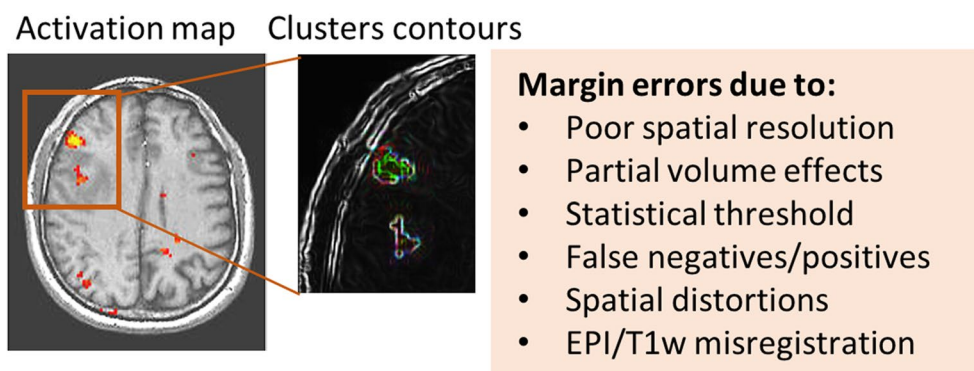 Activation map
Clusters contours
Margin errors due to:
• Poor spatial resolution
• Partial volume effects
• Statistical threshold
• False negatives/positives
• Spatial distortions
• EPI/T1w misregistration